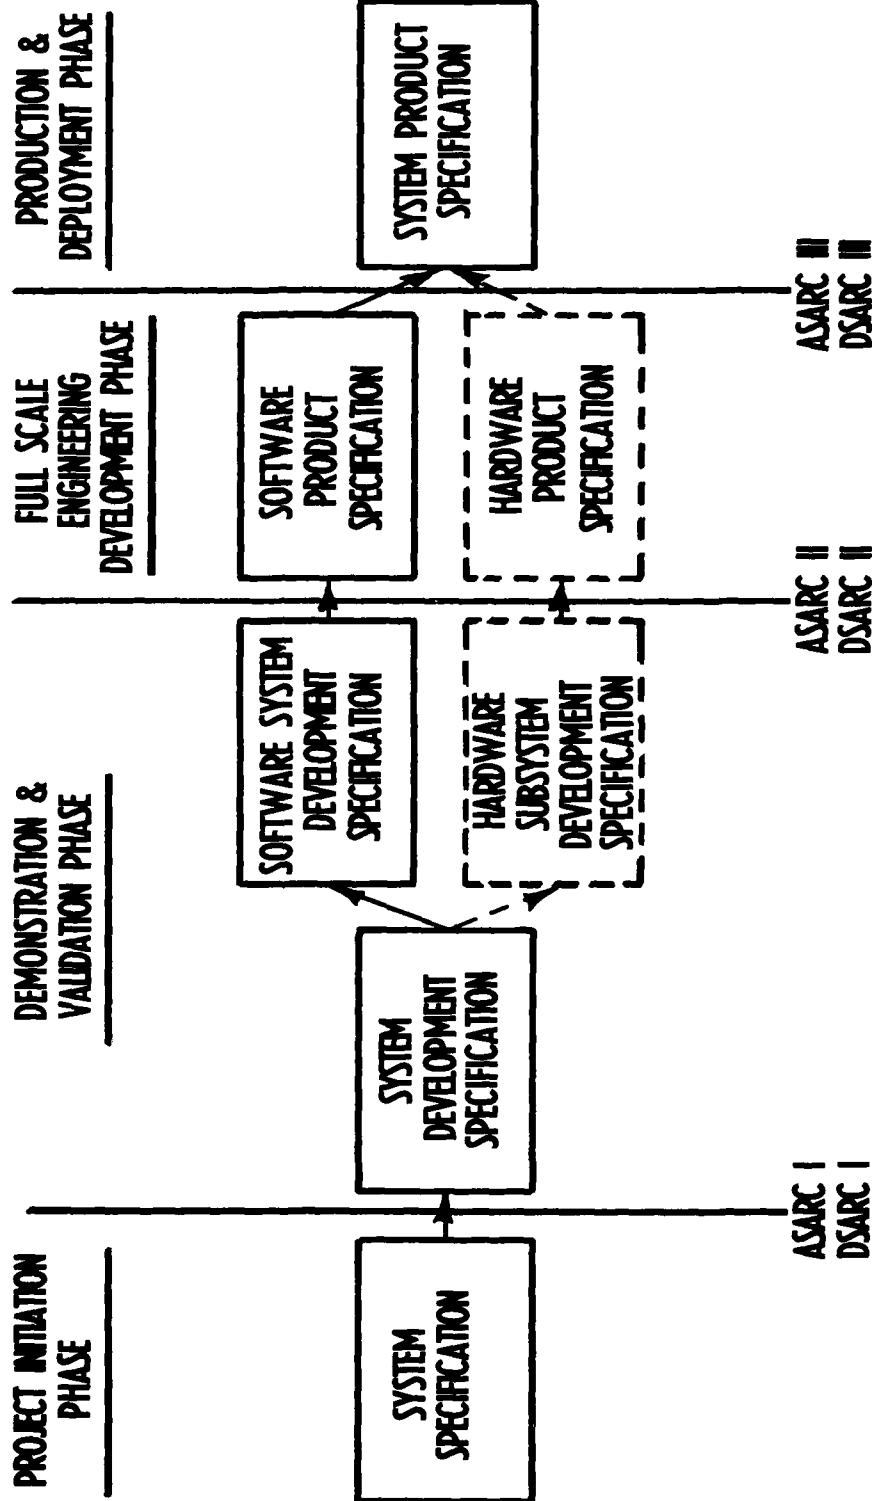 PROJECT INITIATION
PHASE
DEMONSTRATION &
VALIDATION PHASE
FULL SCALE
ENGINEERING
DEVELOPMENT PHASE
PRODUCTION &
DEPLOYMENT PHASE
SYSTEM
SPECIFICATION
SYSTEM
DEVELOPMENT
SPECIFICATION
SOFTWARE SYSTEM
DEVELOPMENT
SPECIFICATION
HARDWARE
SUBSYSTEM
DEVELOPMENT
SPECIFICATION
SOFTWARE
PRODUCT
SPECIFICATION
HARDWARE
PRODUCT
SPECIFICATION
SYSTEM PRODUCT
SPECIFICATION
ASARC I
DSARC I
ASARC II
DSARC II
ASARC III
DSARC III